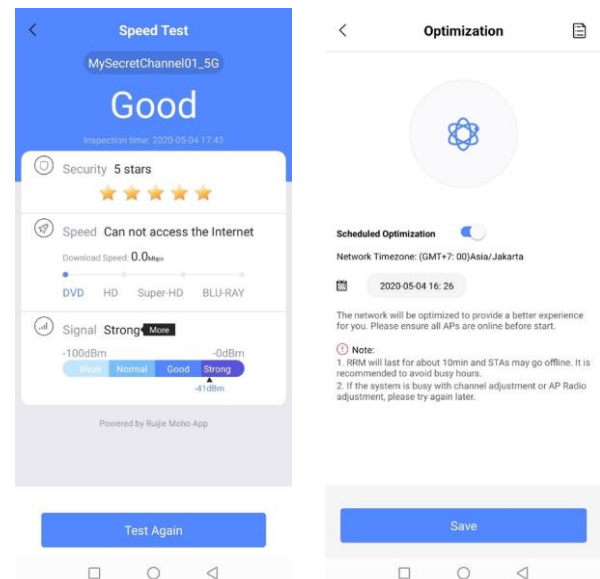 Speed Test
MySecretChannel01_5G
Good
Inspection time: 2020-05-04 17:43
Security 5 stars
Speed Can not access the Internet
Download Speed: 0.0Mbps
DVD HD Super-HD BLU-RAY
Signal Strong More
-100dBm -0dBm
Weak Normal Good Strong
-41dBm
Powered by Ruijie Moho App
Test Again
Optimization
Scheduled Optimization
Network Timezone: (GMT+7: 00)Asia/Jakarta
2020-05-04 16: 26
The network will be optimized to provide a better experience
for you. Please ensure all APs are online before start.
Note:
1. RRM will last for about 10min and STAs may go offline. It is
recommended to avoid busy hours.
2. If the system is busy with channel adjustment or AP Radio
adjustment, please try again later.
Save